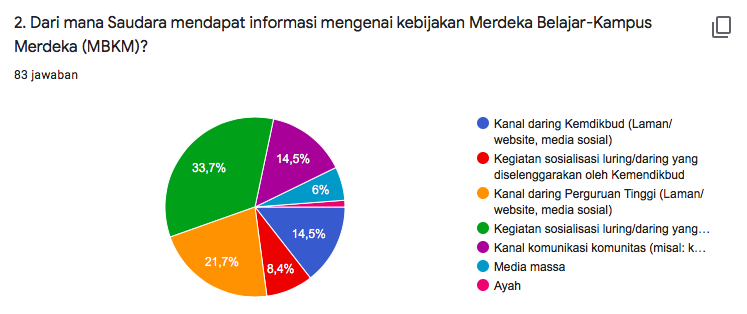 2. Dari mana Saudara mendapat informasi mengenai kebijakan Merdeka Belajar-Kampus
Merdeka (MBKM)?
83 jawaban
33,7%
14,5%
6%
14,5%
21,7%
8,4%
Kanal daring Kemdikbud (Laman/
website, media sosial)
Kegiatan sosialisasi luring/daring yang
diselenggarakan oleh Kemendikbud
Kanal daring Perguruan Tinggi (Laman/
website, media sosial)
Kegiatan sosialisasi luring/daring yang…
Kanal komunikasi komunitas (misal: k…
Media massa
Ayah